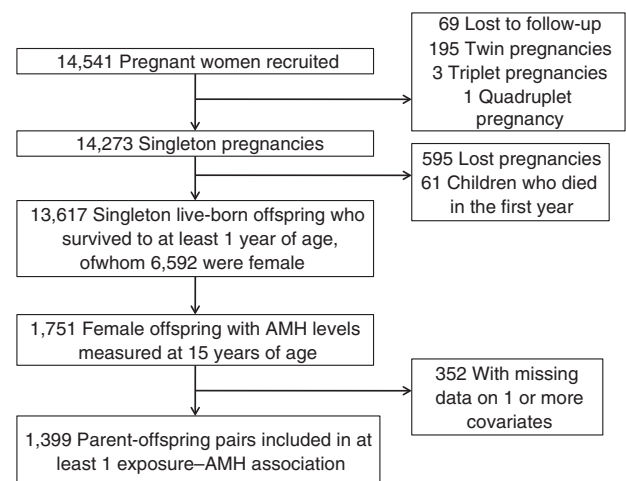 69 Lost to follow-up
195 Twin pregnancies
3 Triplet pregnancies
1 Quadruplet
pregnancy
14,541 Pregnant women recruited
14,273 Singleton pregnancies
595 Lost pregnancies
61 Children who died
in the first year
13,617 Singleton live-born offspring who
survived to at least 1 year of age,
ofwhom 6,592 were female
1,751 Female offspring with AMH levels
measured at 15 years of age
352 With missing
data on 1 or more
covariates
1,399 Parent-offspring pairs included in at
least 1 exposure–AMH association